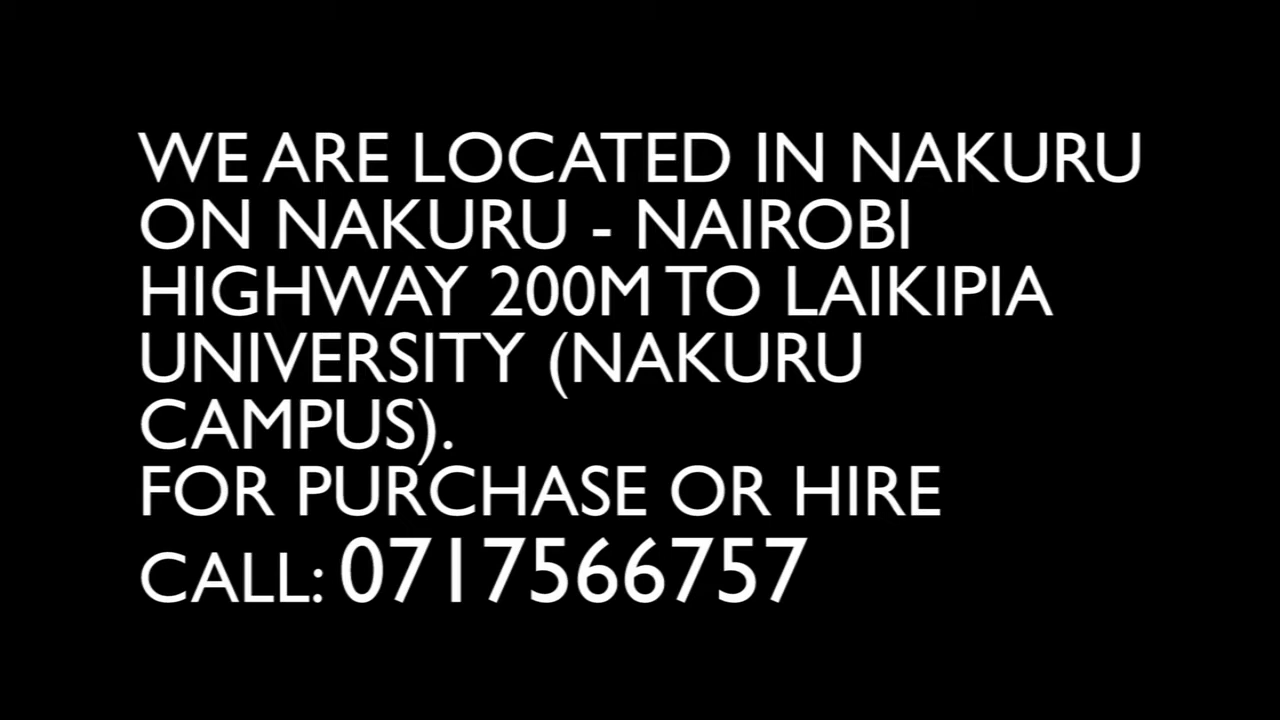 WE ARE LOCATED IN NAKURU
ON NAKURU - NAIROBI
HIGHWAY 200M TO LAIKIPIA
UNIVERSITY (NAKURU
CAMPUS).
FOR PURCHASE OR HIRE
CALL: 0717566757